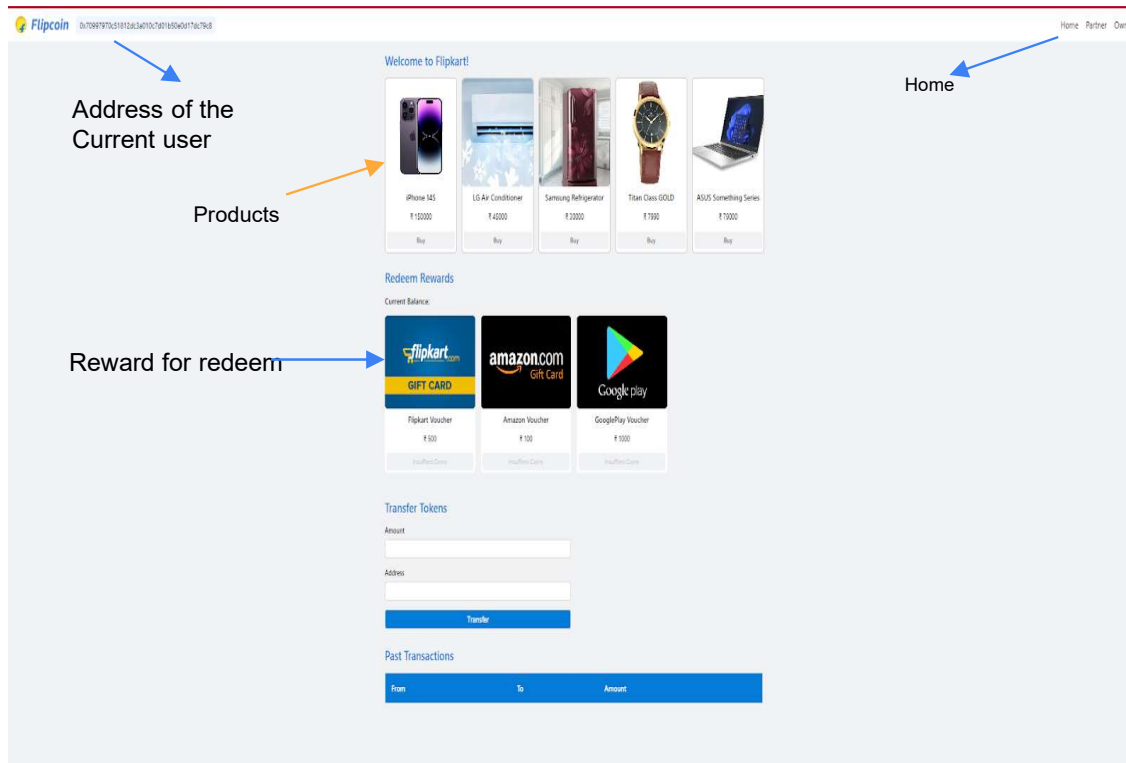 Flipcoin 0x70997970c51812dc3a010c7d01b50e0d17dc79c8 Home Partner Own
Address of the
Current user
Home
Products
Welcome to Flipkart!
iPhone 14S LG Air Conditioner Samsung Refrigerator Titan Class GOLD ASUS Something Series
₹ 150000 ₹ 45000 ₹ 30000 ₹ 7990 ₹ 79000
Buy Buy Buy Buy Buy
Redeem Rewards
Current Balance:
Reward for redeem
flipkart.com amazon.com
GIFT CARD Gift Card Google play
Flipkart Voucher Amazon Voucher GooglePlay Voucher
₹ 500 ₹ 100 ₹ 1000
Transfer Tokens
Amount
Address
Transfer
Past Transactions
From To Amount